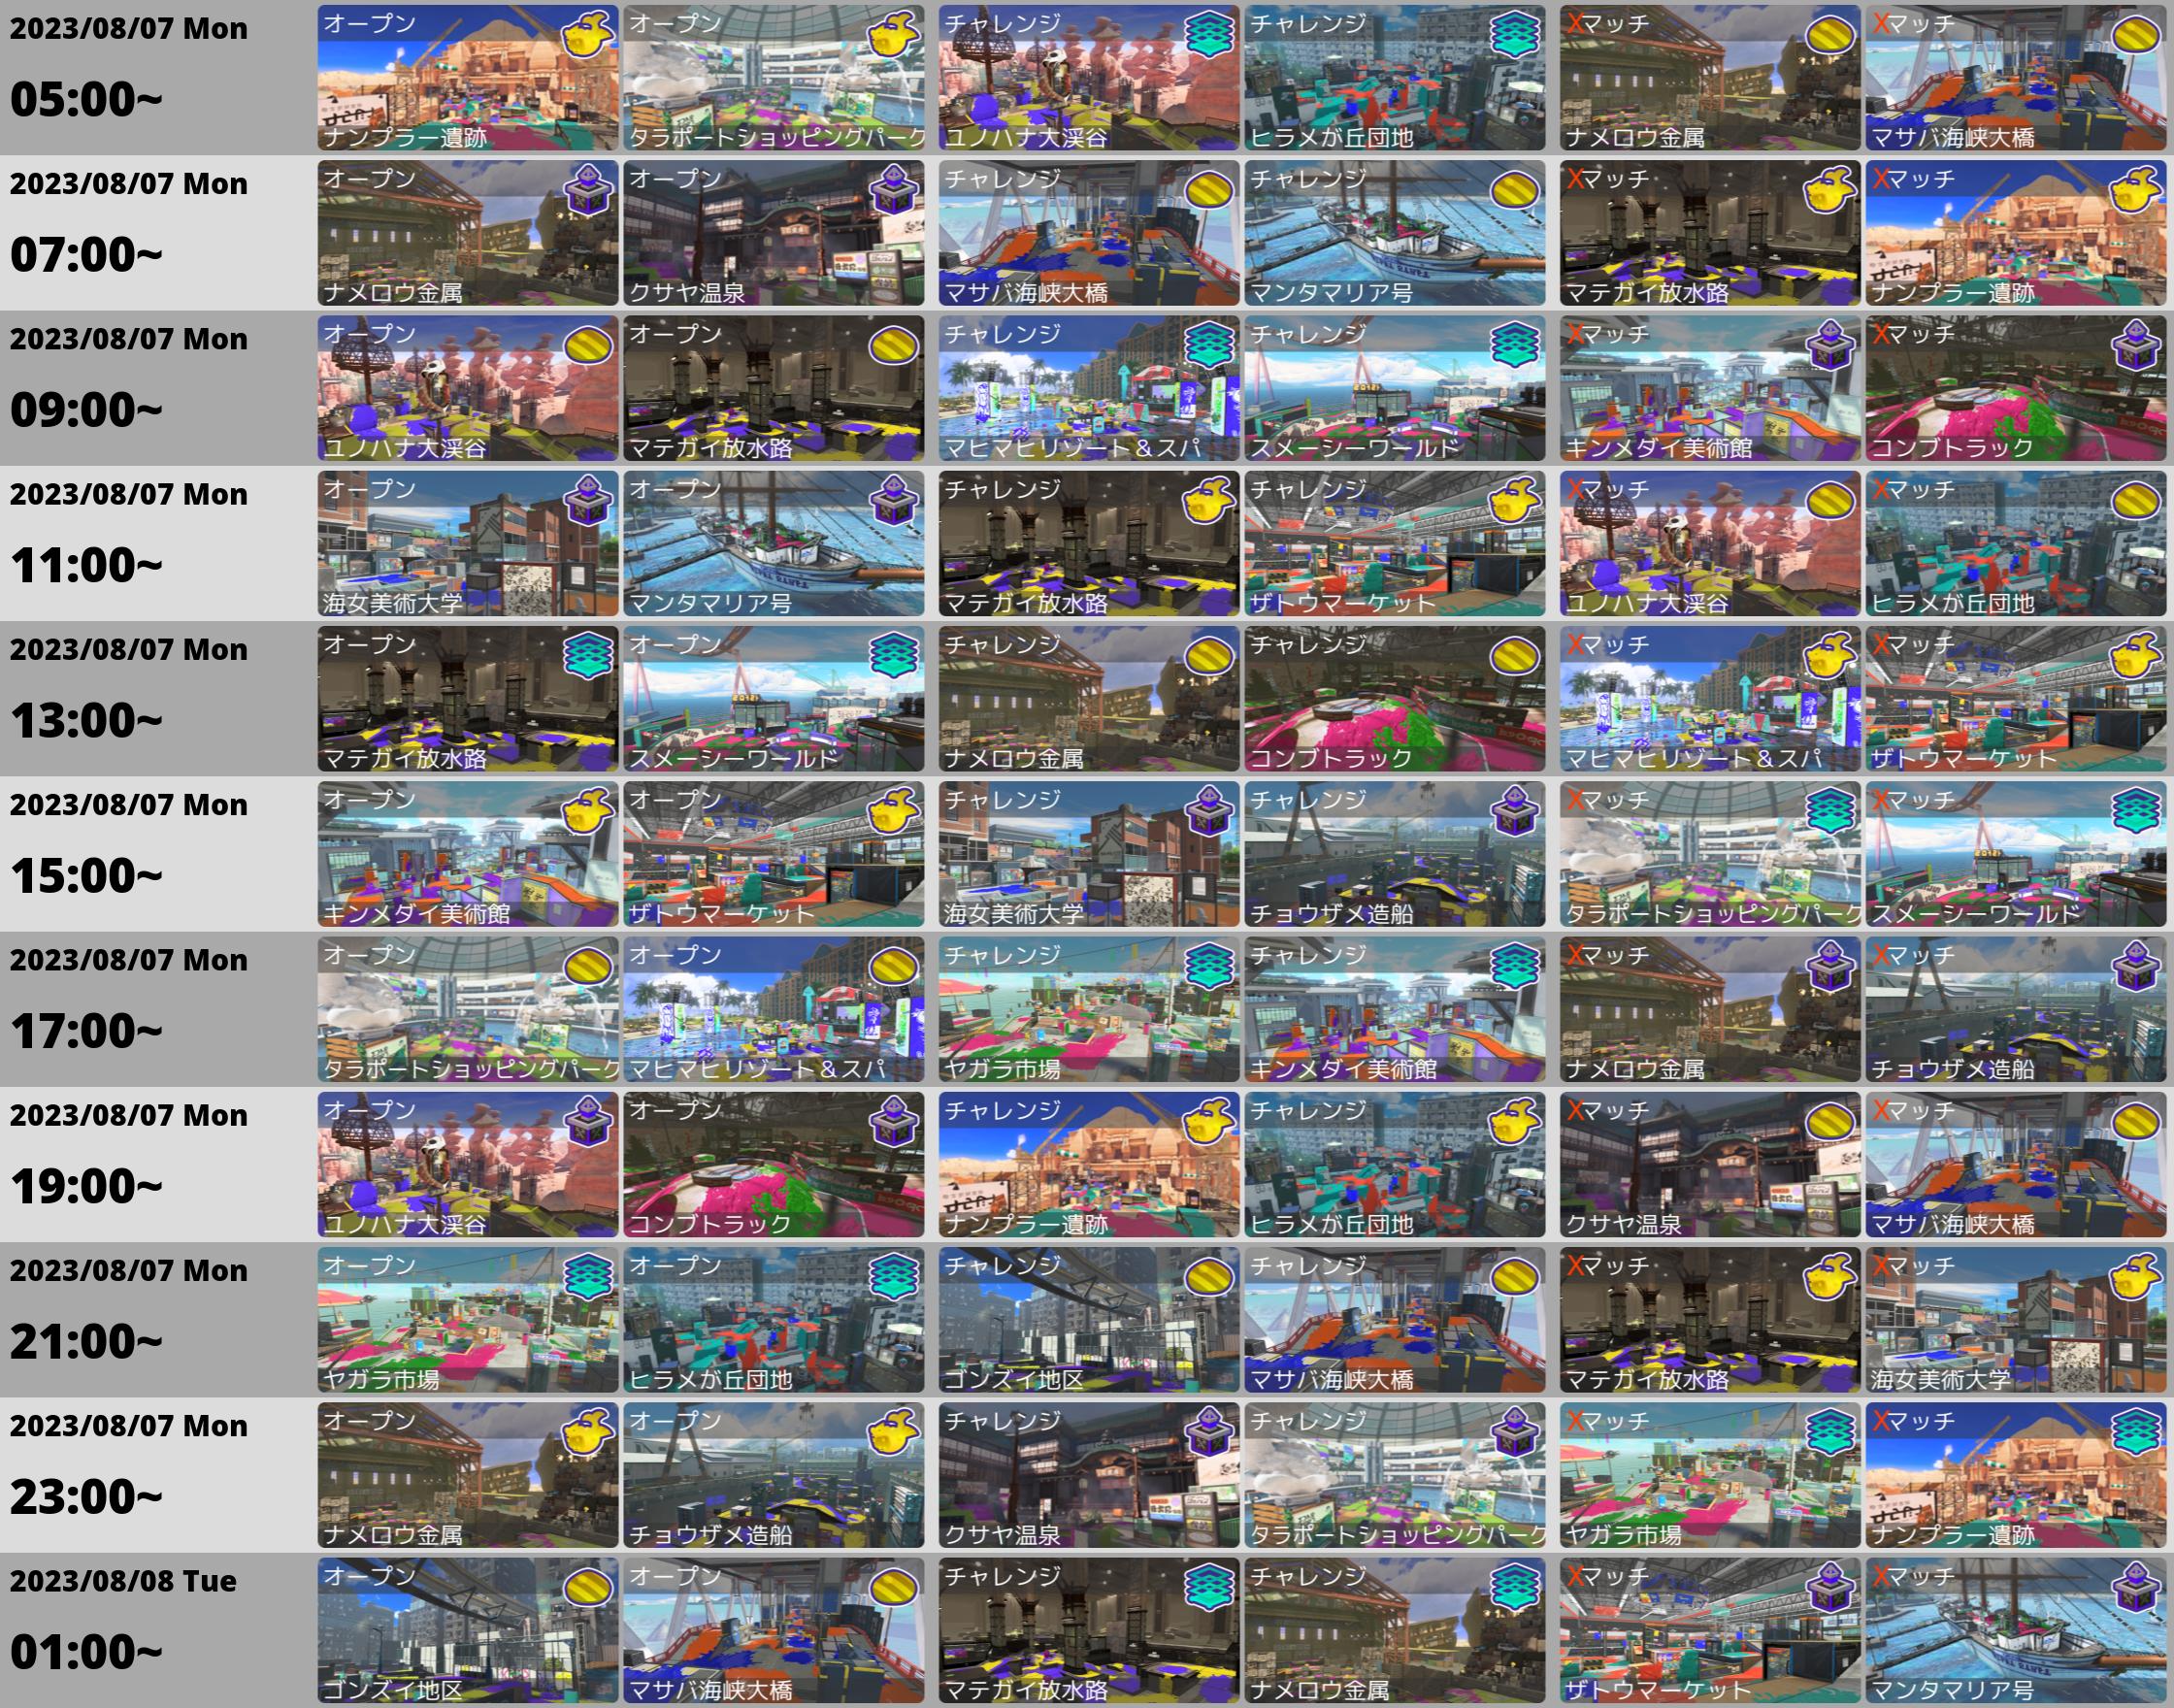 2023/08/07 Mon
05:00~
オープン
ナンプラー遺跡
オープン
タラポートショッピングパーク
チャレンジ
ユノハナ大渓谷
チャレンジ
ヒラメが丘団地
Xマッチ
ナメロウ金属
Xマッチ
マサバ海峡大橋
2023/08/07 Mon
07:00~
オープン
ナメロウ金属
オープン
クサヤ温泉
チャレンジ
マサバ海峡大橋
チャレンジ
マンタマリア号
Xマッチ
マテガイ放水路
Xマッチ
ナンプラー遺跡
2023/08/07 Mon
09:00~
オープン
ユノハナ大渓谷
オープン
マテガイ放水路
チャレンジ
マヒマヒリゾート＆スパ
チャレンジ
スメーシーワールド
Xマッチ
キンメダイ美術館
Xマッチ
コンブトラック
2023/08/07 Mon
11:00~
オープン
海女美術大学
オープン
マンタマリア号
チャレンジ
マテガイ放水路
チャレンジ
ザトウマーケット
Xマッチ
ユノハナ大渓谷
Xマッチ
ヒラメが丘団地
2023/08/07 Mon
13:00~
オープン
マテガイ放水路
オープン
スメーシーワールド
チャレンジ
ナメロウ金属
チャレンジ
コンブトラック
Xマッチ
マヒマヒリゾート＆スパ
Xマッチ
ザトウマーケット
2023/08/07 Mon
15:00~
オープン
キンメダイ美術館
オープン
ザトウマーケット
チャレンジ
海女美術大学
チャレンジ
チョウザメ造船
Xマッチ
タラポートショッピングパーク
Xマッチ
スメーシーワールド
2023/08/07 Mon
17:00~
オープン
タラポートショッピングパーク
オープン
マヒマヒリゾート＆スパ
チャレンジ
ヤガラ市場
チャレンジ
キンメダイ美術館
Xマッチ
ナメロウ金属
Xマッチ
チョウザメ造船
2023/08/07 Mon
19:00~
オープン
ユノハナ大渓谷
オープン
コンブトラック
チャレンジ
ナンプラー遺跡
チャレンジ
ヒラメが丘団地
Xマッチ
クサヤ温泉
Xマッチ
マサバ海峡大橋
2023/08/07 Mon
21:00~
オープン
ヤガラ市場
オープン
ヒラメが丘団地
チャレンジ
ゴンズイ地区
チャレンジ
マサバ海峡大橋
Xマッチ
マテガイ放水路
Xマッチ
海女美術大学
2023/08/07 Mon
23:00~
オープン
ナメロウ金属
オープン
チョウザメ造船
チャレンジ
クサヤ温泉
チャレンジ
タラポートショッピングパーク
Xマッチ
ヤガラ市場
Xマッチ
ナンプラー遺跡
2023/08/08 Tue
01:00~
オープン
ゴンズイ地区
オープン
マサバ海峡大橋
チャレンジ
マテガイ放水路
チャレンジ
ナメロウ金属
Xマッチ
ザトウマーケット
Xマッチ
マンタマリア号